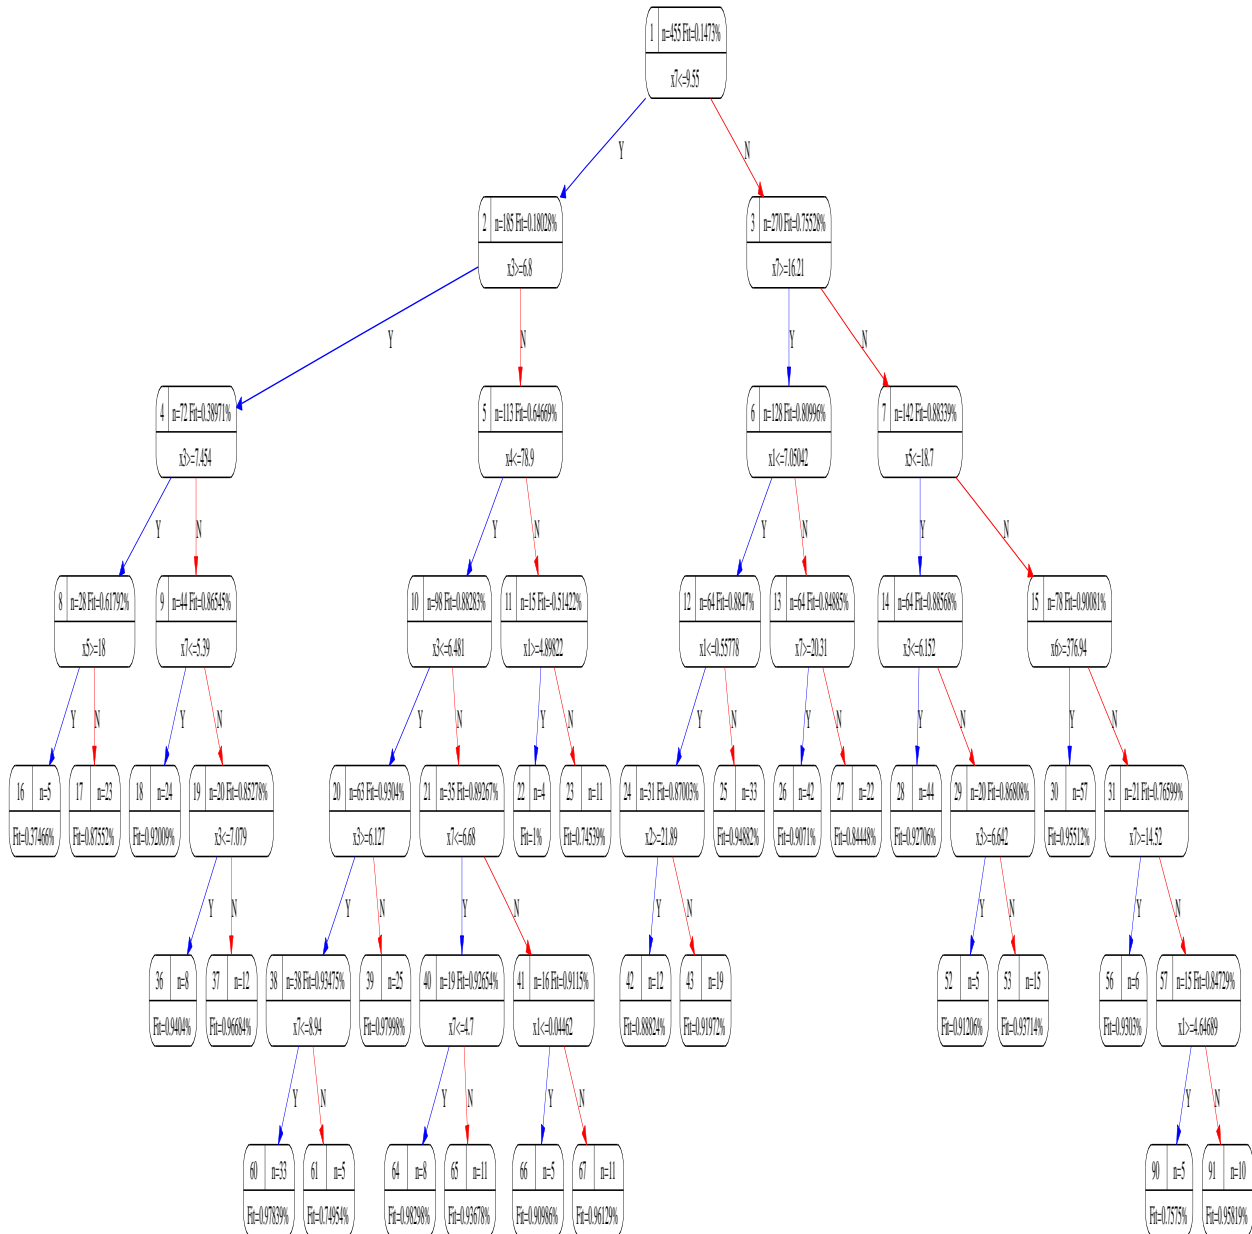 1 n=455 Fit=0.1473%
x7<=9.55
Y N
2 n=185 Fit=0.18028% 3 n=270 Fit=0.75528%
x3>=6.8 x7>=16.21
Y N Y N
4 n=72 Fit=0.38971% 5 n=113 Fit=0.64669% 6 n=128 Fit=0.80996% 7 n=142 Fit=0.88339%
x3>=7.454 x4<=78.9 x1<=7.05042 x5<=18.7
Y N Y N Y N Y N
8 n=28 Fit=0.61792% 9 n=44 Fit=0.86545% 10 n=98 Fit=0.88283% 11 n=15 Fit=-0.51422% 12 n=64 Fit=0.8847% 13 n=64 Fit=0.84885% 14 n=64 Fit=0.88568% 15 n=78 Fit=0.90081%
x5>=18 x7<=5.39 x3<=6.481 x1>=4.89822 x1<=0.55778 x7>=20.31 x3<=6.152 x6>=376.94
Y N Y N Y N Y N Y N Y N Y N Y N
16 n=5 17 n=23 18 n=24 19 n=20 Fit=0.85278% 20 n=63 Fit=0.9304% 21 n=35 Fit=0.89267% 22 n=4 23 n=11 24 n=31 Fit=0.87003% 25 n=33 26 n=42 27 n=22 28 n=44 29 n=20 Fit=0.86808% 30 n=57 31 n=21 Fit=0.7659%
Fit=0.37466% Fit=0.87552% Fit=0.92009% x3<=7.079 x3>=6.127 x7<=6.68 Fit=1% Fit=0.74539% x2>=21.89 Fit=0.94882% Fit=0.9071% Fit=0.84448% Fit=0.92706% x3>=6.642 Fit=0.95512% x7>=14.52
Y N Y N Y N Y N Y N Y N
36 n=8 37 n=12 38 n=38 Fit=0.93475% 39 n=25 40 n=19 Fit=0.92654% 41 n=16 Fit=0.9115% 42 n=12 43 n=19 52 n=5 53 n=15 56 n=6 57 n=15 Fit=0.84729%
Fit=0.9404% Fit=0.96684% x7<=8.94 Fit=0.97998% x7<=4.7 x1<=0.04462 Fit=0.88824% Fit=0.91972% Fit=0.91206% Fit=0.93714% Fit=0.9303% x1>=4.64689
Y N Y N Y N Y N
60 n=33 61 n=5 64 n=8 65 n=11 66 n=5 67 n=11 90 n=5 91 n=10
Fit=0.97839% Fit=0.74954% Fit=0.98298% Fit=0.93678% Fit=0.90986% Fit=0.96129% Fit=0.7575% Fit=0.95819%